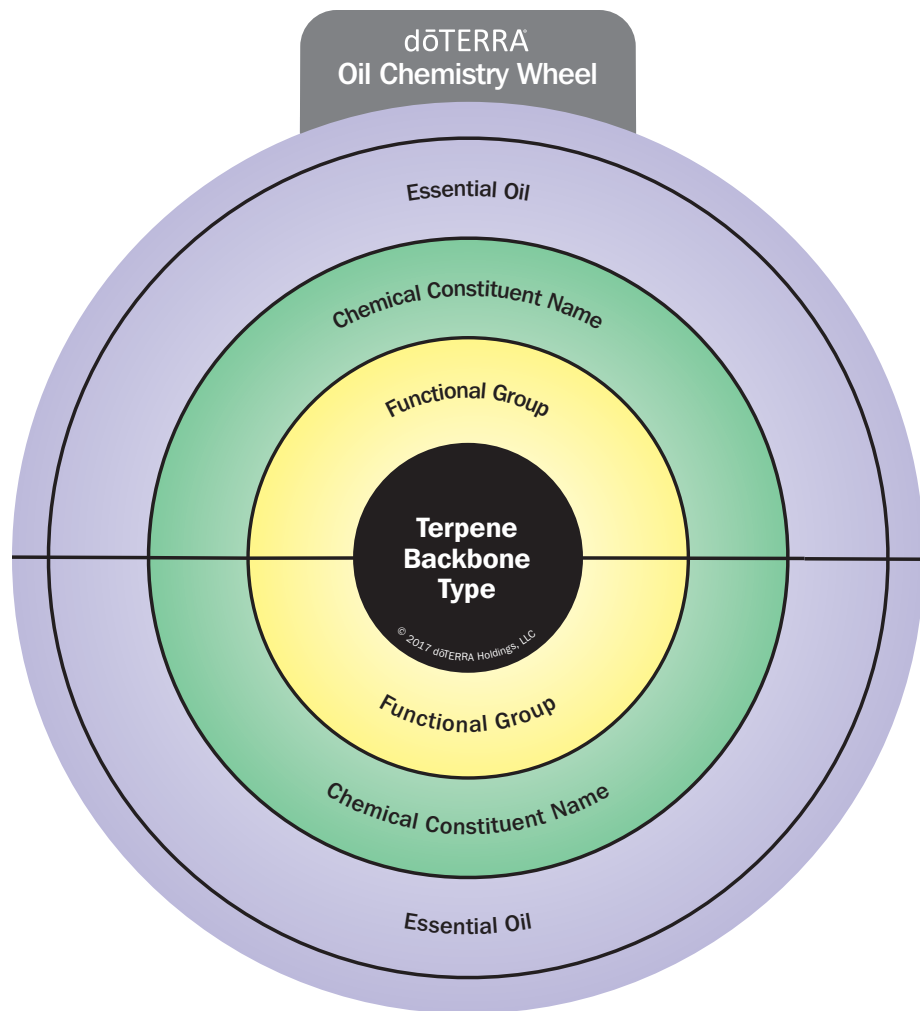 dōTERRA®
Oil Chemistry Wheel
Essential Oil
Chemical Constituent Name
Functional Group
Terpene
Backbone
Type
© 2017 dōTERRA Holdings, LLC
Functional Group
Chemical Constituent Name
Essential Oil